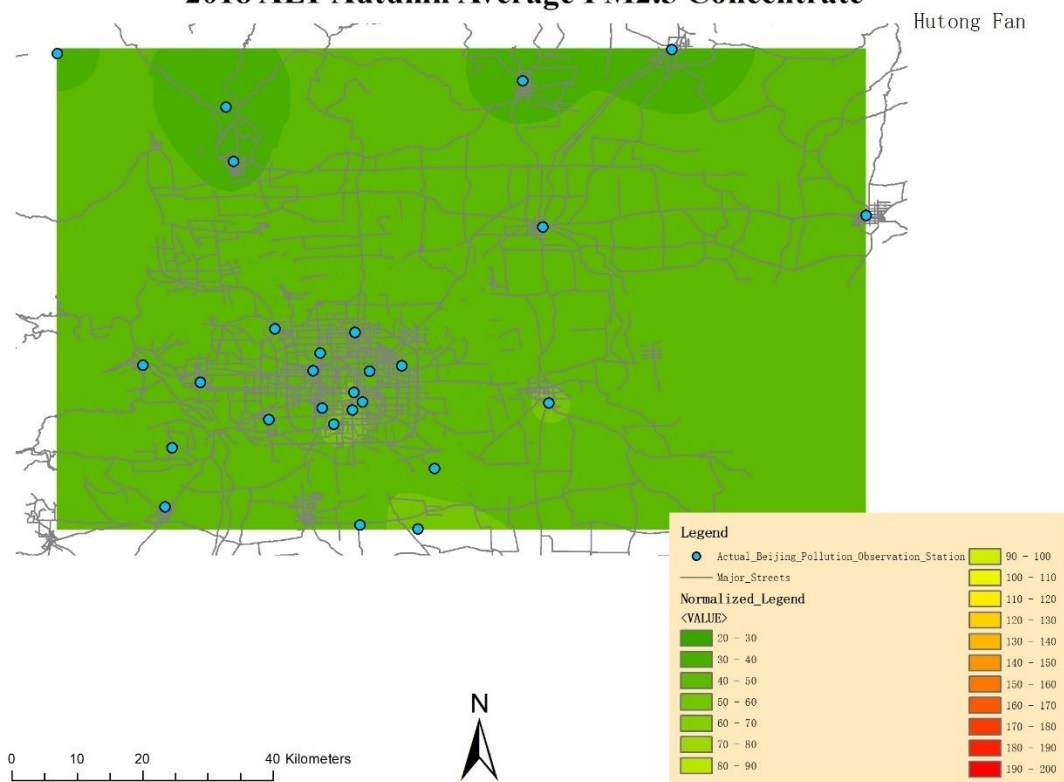 Hutong Fan
Legend
Actual_Beijing_Pollution_Observation_Station
Major_Streets
Normalized_Legend
<VALUE>
20 - 30
30 - 40
40 - 50
50 - 60
60 - 70
70 - 80
80 - 90
90 - 100
100 - 110
110 - 120
120 - 130
130 - 140
140 - 150
150 - 160
160 - 170
170 - 180
180 - 190
190 - 200
N
0 10 20 40 Kilometers